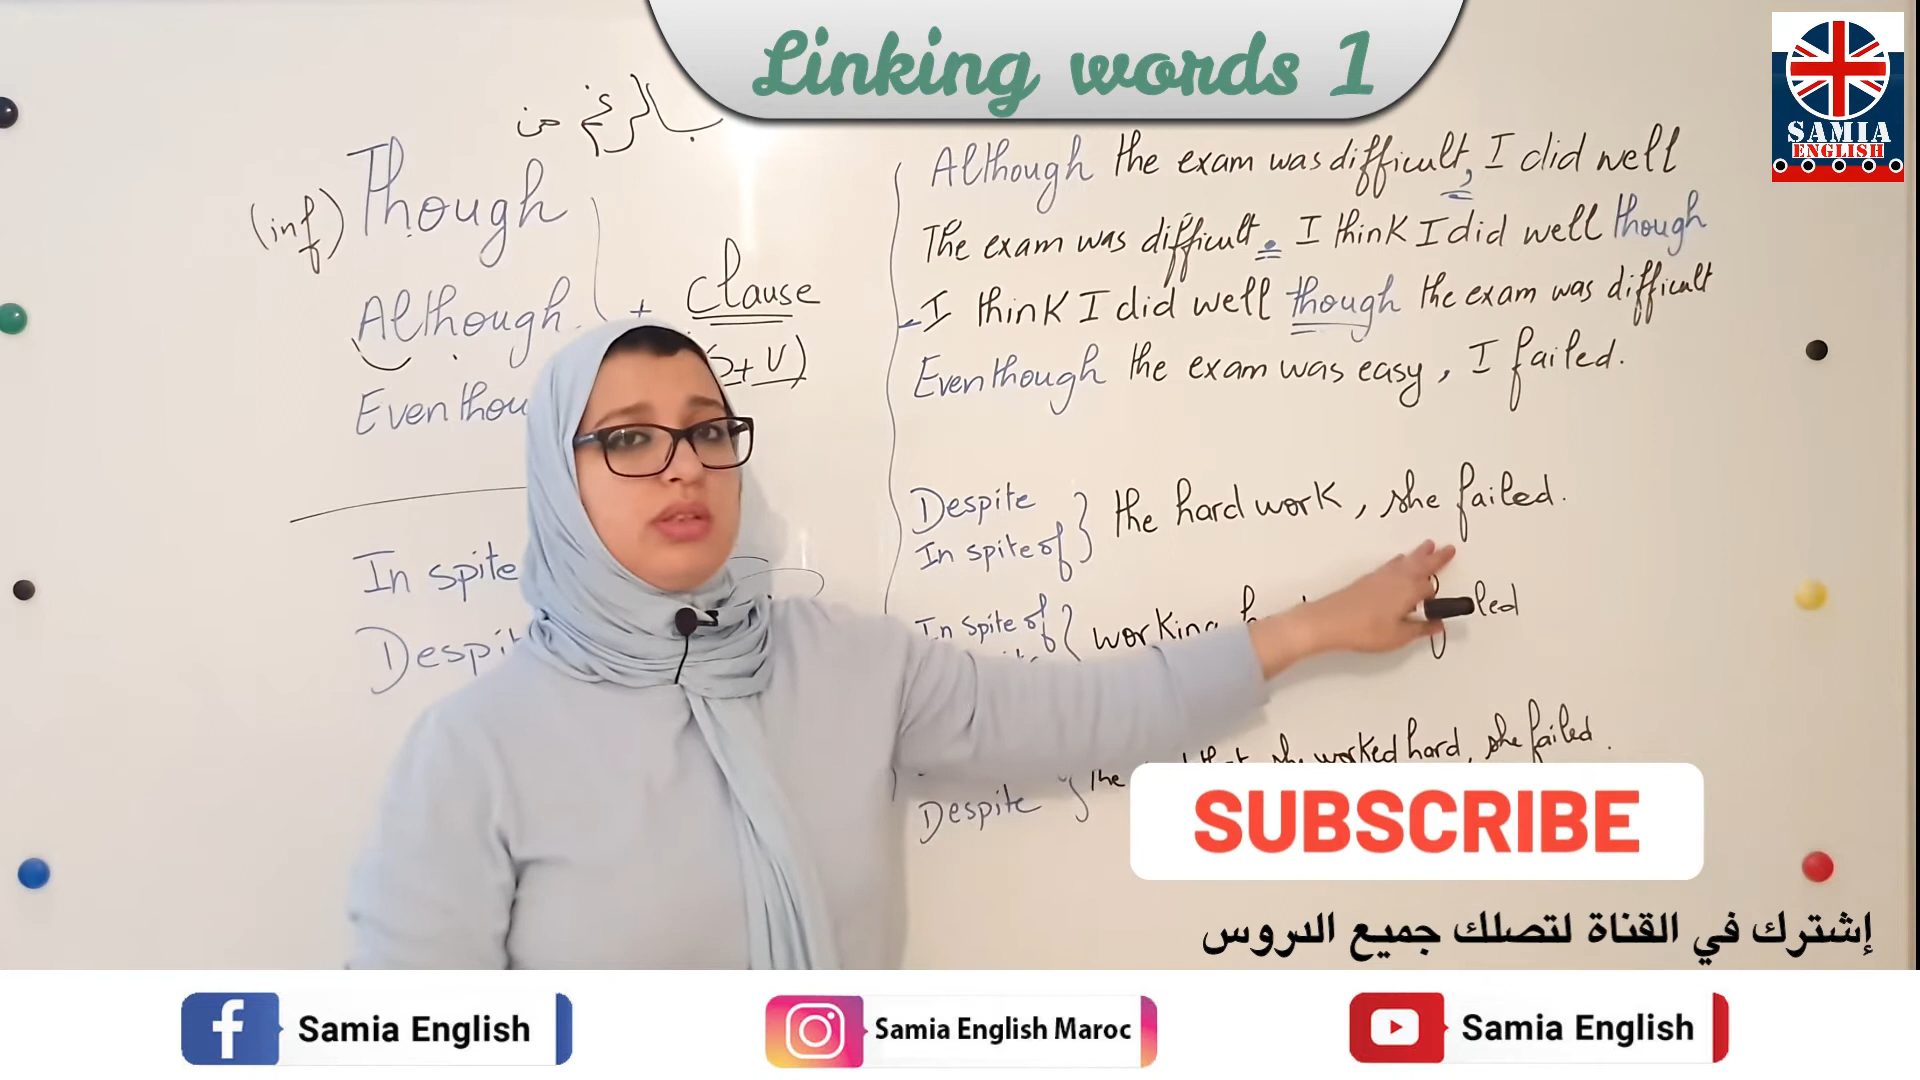 Linking words 1
SAMIA
ENGLISH
بالرغم من
(inf) Though
Although
+ Clause
(S+V)
Even thou
In spite
Despit
Although the exam was difficult, I did well
The exam was difficult. I think I did well though
I think I did well though the exam was difficult
Eventhough the exam was easy, I failed.
Despite
In spite of } the hard work, she failed.
In spite of { working
led
she worked hard, she failed.
Despite the
SUBSCRIBE
إشترك في القناة لتصلك جميع الدروس
Samia English
Samia English Maroc
Samia English